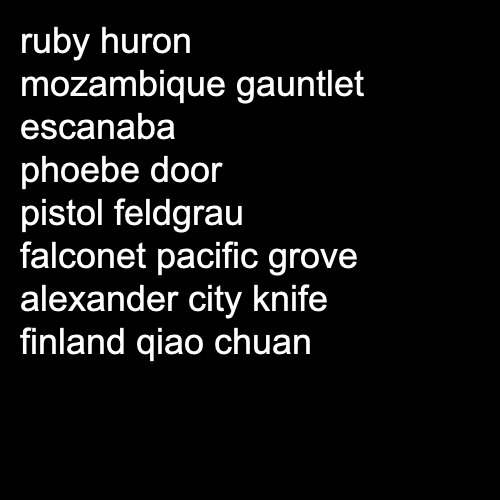 ruby huron
mozambique gauntlet
escanaba
phoebe door
pistol feldgrau
falconet pacific grove
alexander city knife
finland qiao chuan